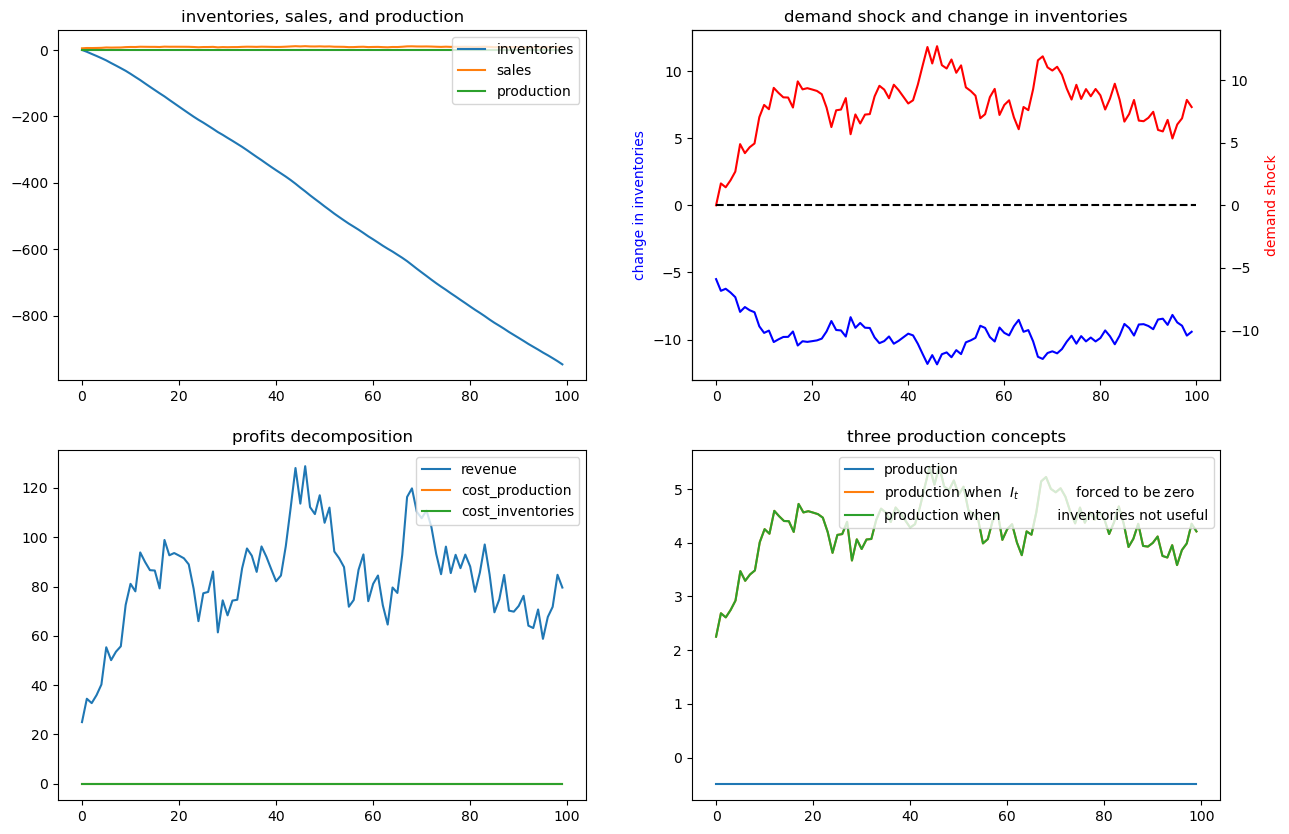 inventories, sales, and production
0
−200
−400
−600
−800
0 20 40 60 80 100
inventories
sales
production
demand shock and change in inventories
change in inventories
10
5
0
−5
−10
0 20 40 60 80 100
10
5
0
−5
−10
demand shock
profits decomposition
120
100
80
60
40
20
0
0 20 40 60 80 100
revenue
cost_production
cost_inventories
three production concepts
5
4
3
2
1
0
0 20 40 60 80 100
production
production when I_t forced to be zero
production when inventories not useful